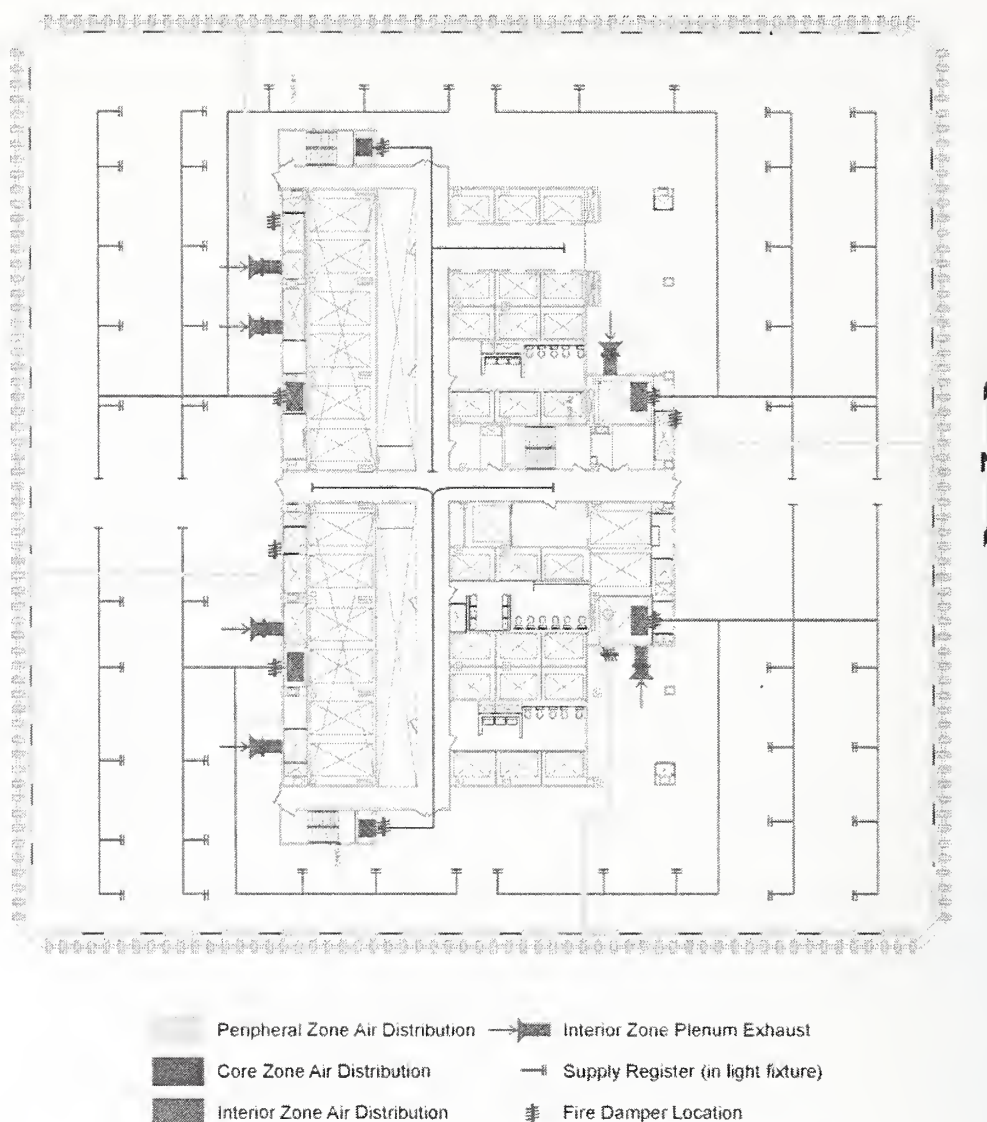 Peripheral Zone Air Distribution
Interior Zone Plenum Exhaust
Core Zone Air Distribution
Supply Register (in light fixture)
Interior Zone Air Distribution
Fire Damper Location